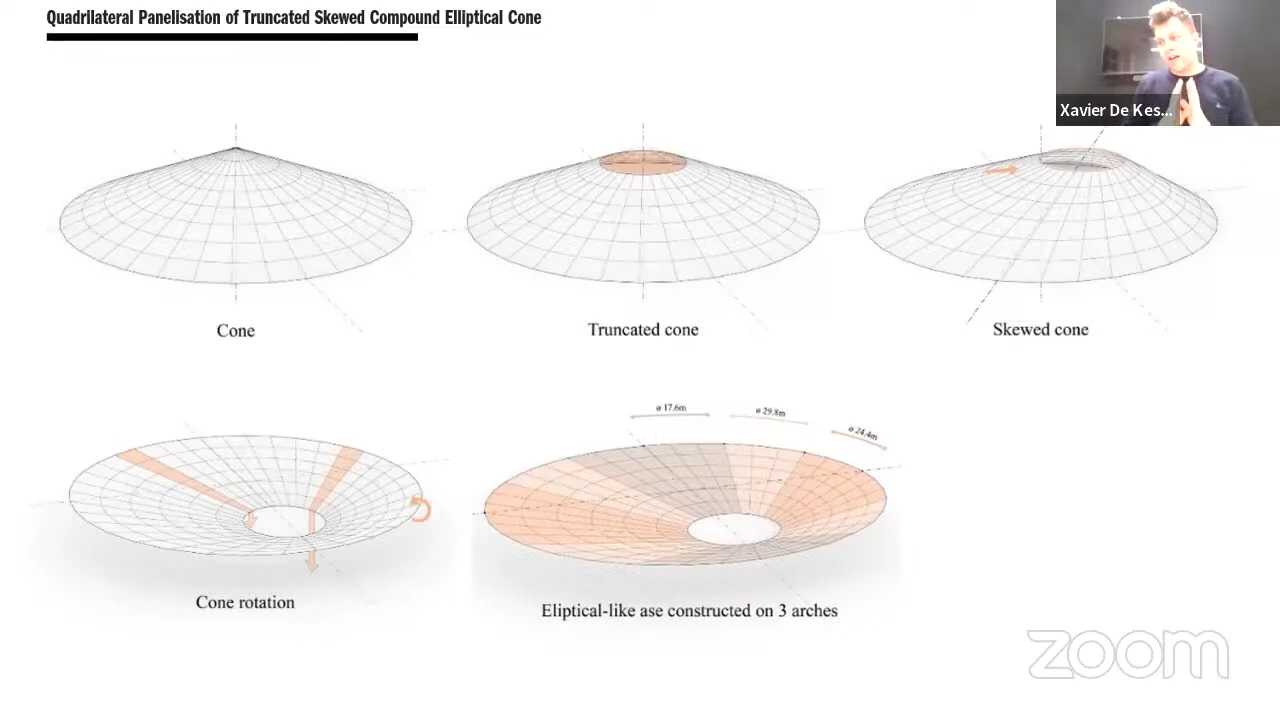 Quadrilateral Panelisation of Truncated Skewed Compound Elliptical Cone
Xavier De Kes...
Cone
Truncated cone
Skewed cone
ø 17.6m
ø 29.8m
ø 24.4m
Cone rotation
Eliptical-like ase constructed on 3 arches
zoom